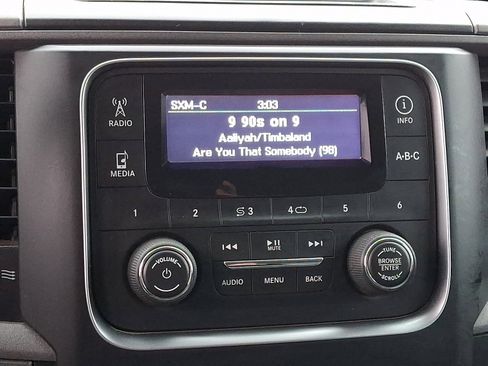 SXM-C 3:03
9 90s on 9
Aaliyah/Timbaland
Are You That Somebody (98)
RADIO
MEDIA
i
INFO
A•B•C
1 2 3 4 5 6
VOLUME
MUTE
AUDIO MENU BACK
TUNE
BROWSE
ENTER
SCROLL